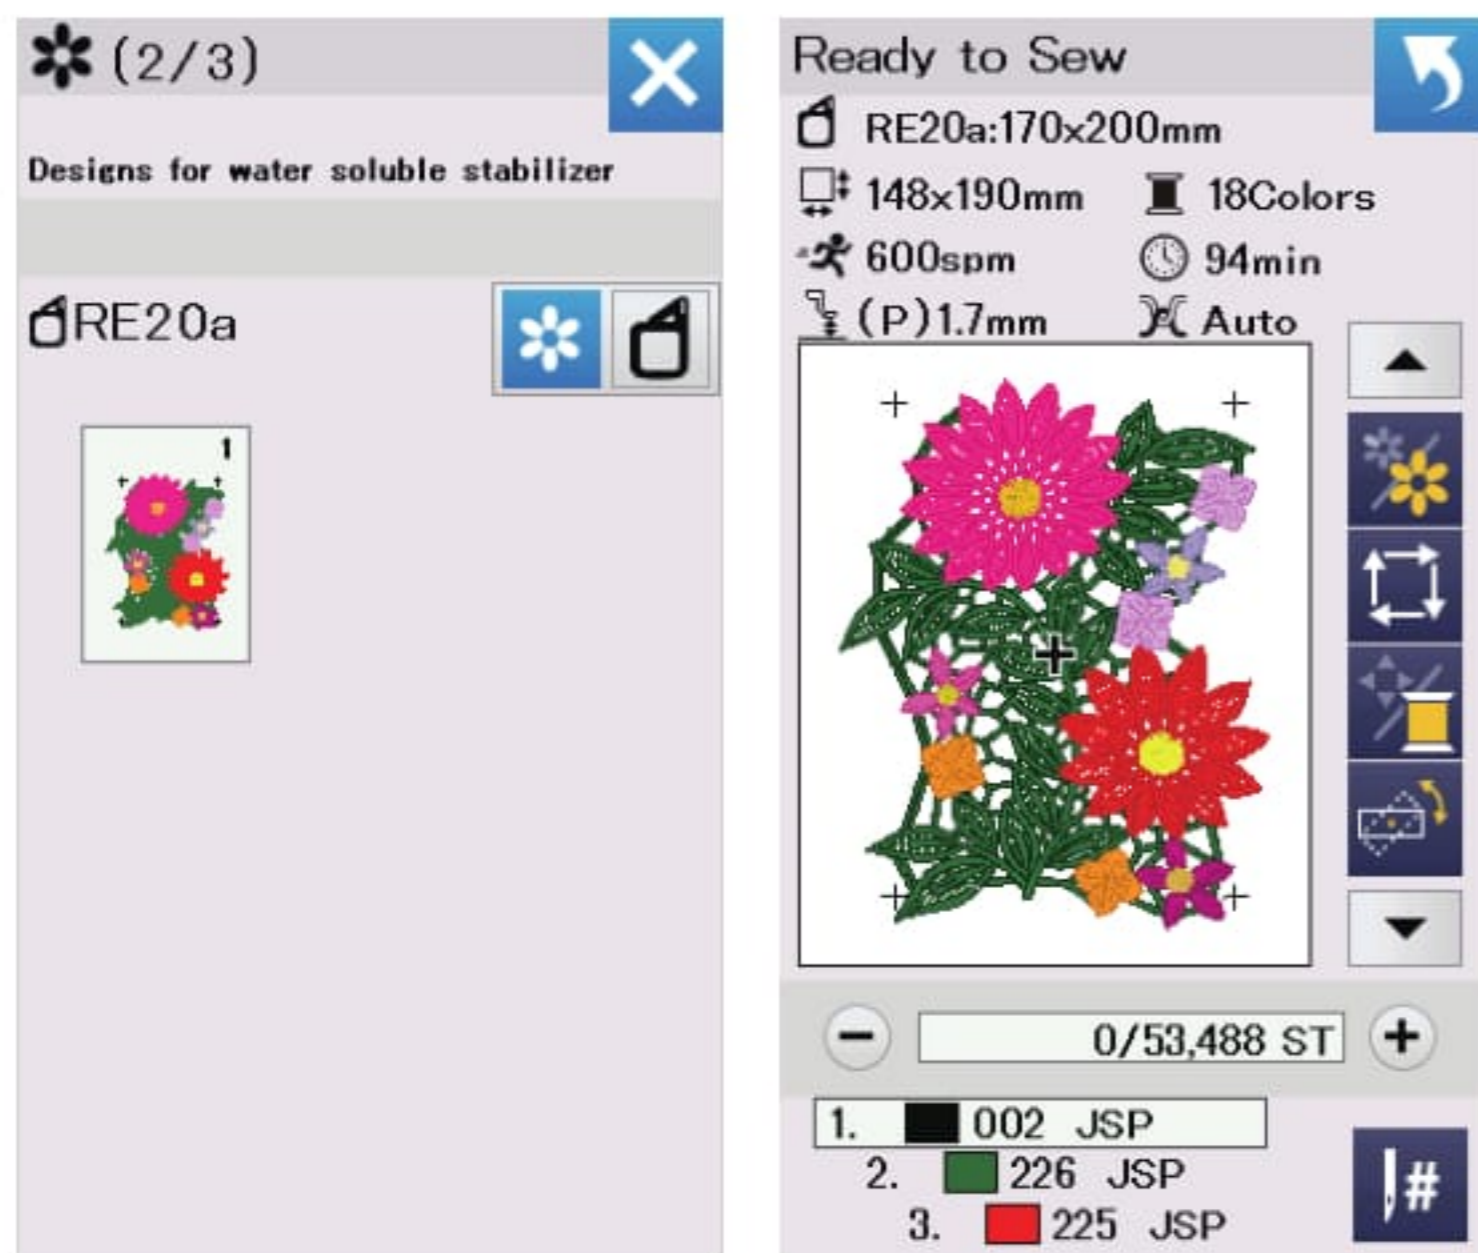 (2/3)
Designs for water soluble stabilizer
RE20a
1
Ready to Sew
RE20a:170x200mm
148x190mm
18Colors
600spm
94min
(P)1.7mm
Auto
0/53,488 ST
1. 002 JSP
2. 226 JSP
3. 225 JSP
#